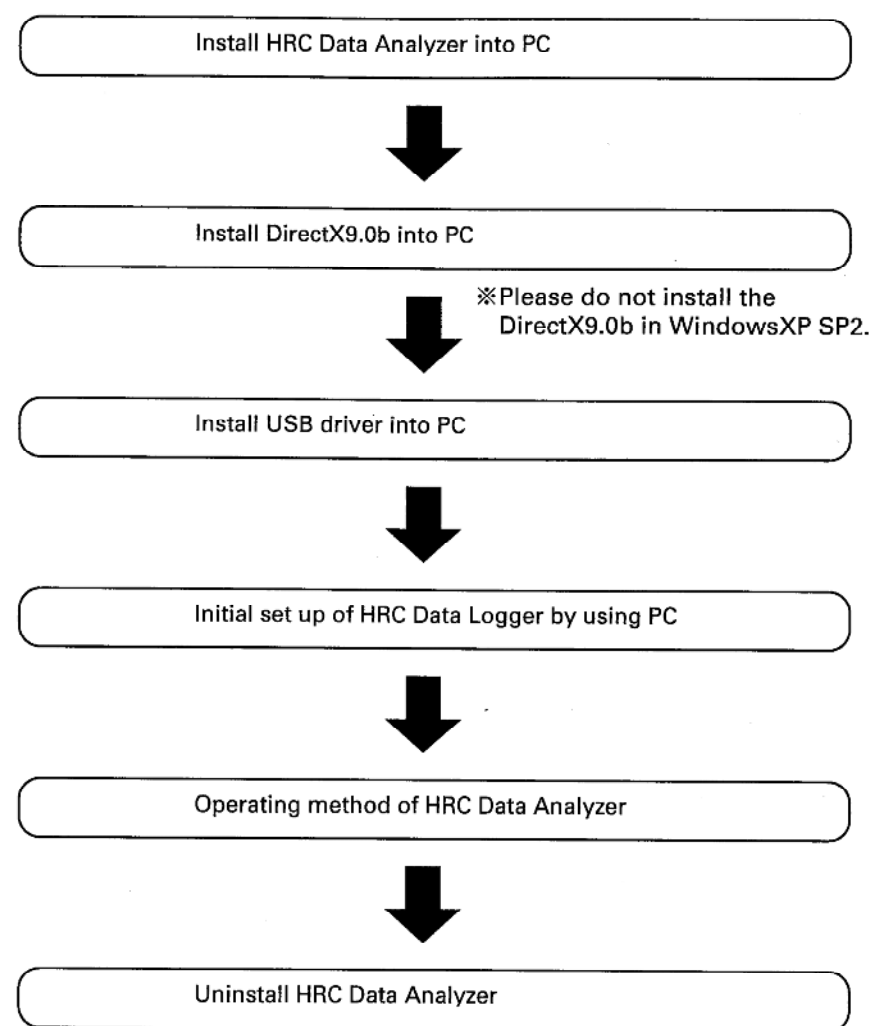 Install HRC Data Analyzer into PC
Install DirectX9.0b into PC
※Please do not install the
DirectX9.0b in WindowsXP SP2.
Install USB driver into PC
Initial set up of HRC Data Logger by using PC
Operating method of HRC Data Analyzer
Uninstall HRC Data Analyzer